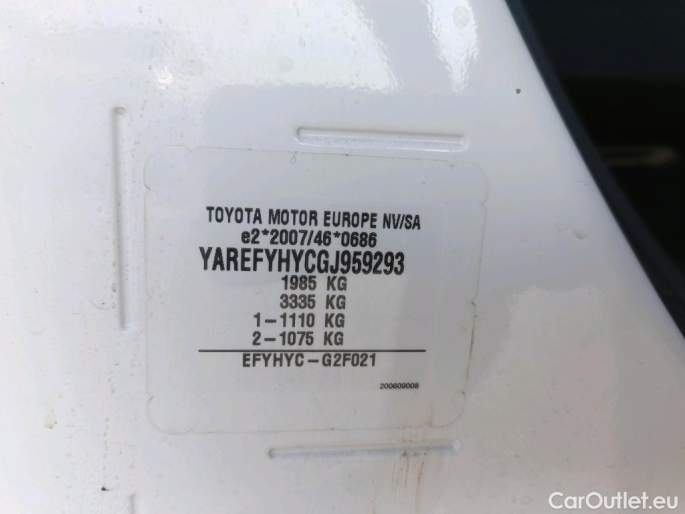 TOYOTA MOTOR EUROPE NV/SA
e2*2007/46*0686
YAREFYHYCGJ959293
1985 KG
3335 KG
1-1110 KG
2-1075 KG
EFYHYC-G2F021
200609008
CarOutlet.eu